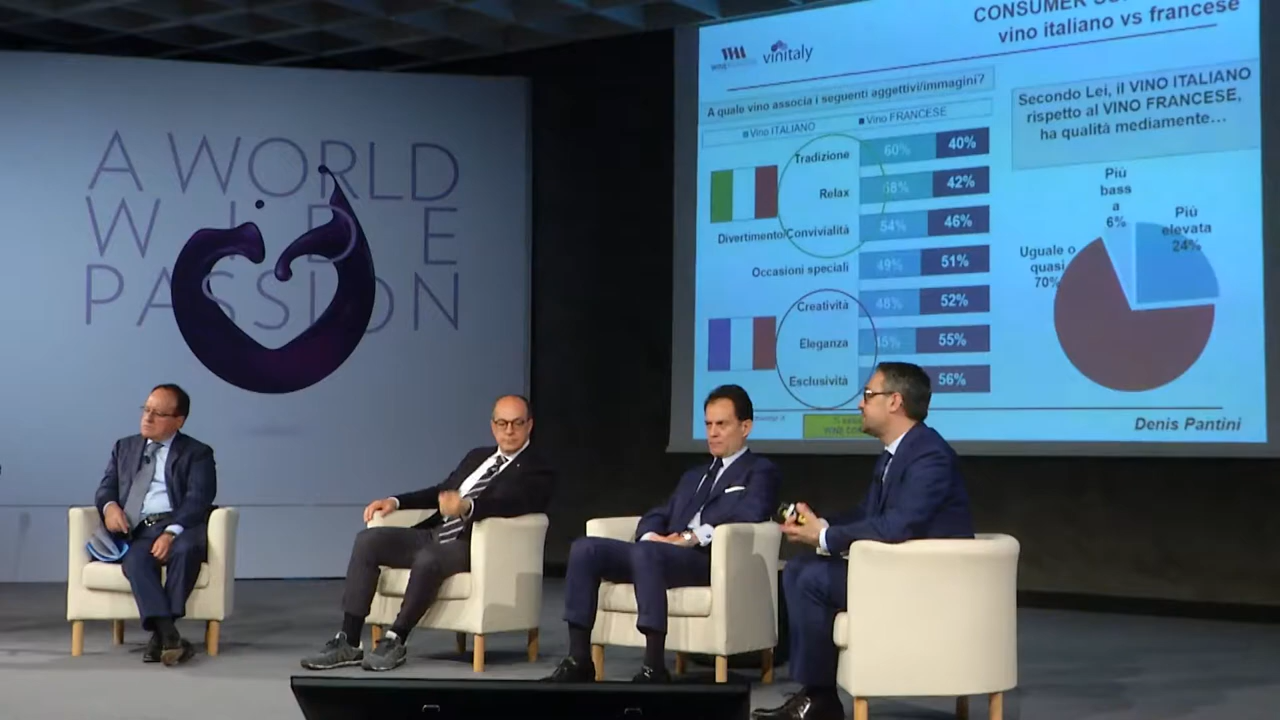 A WORLD
WIDE
PASSION
CONSUMER
vino italiano vs francese
vinitaly
A quale vino associa i seguenti aggettivi/immagini?
Vino ITALIANO
Vino FRANCESE
Tradizione 60% 40%
Relax 58% 42%
Divertimento/Convivialità 54% 46%
Occasioni speciali 49% 51%
Creatività 48% 52%
Eleganza 45% 55%
Esclusività 56%
Secondo Lei, il VINO ITALIANO
rispetto al VINO FRANCESE,
ha qualità mediamente...
Più
bass
a
6%
Più
elevata
24%
Uguale o
quasi
70%
Denis Pantini